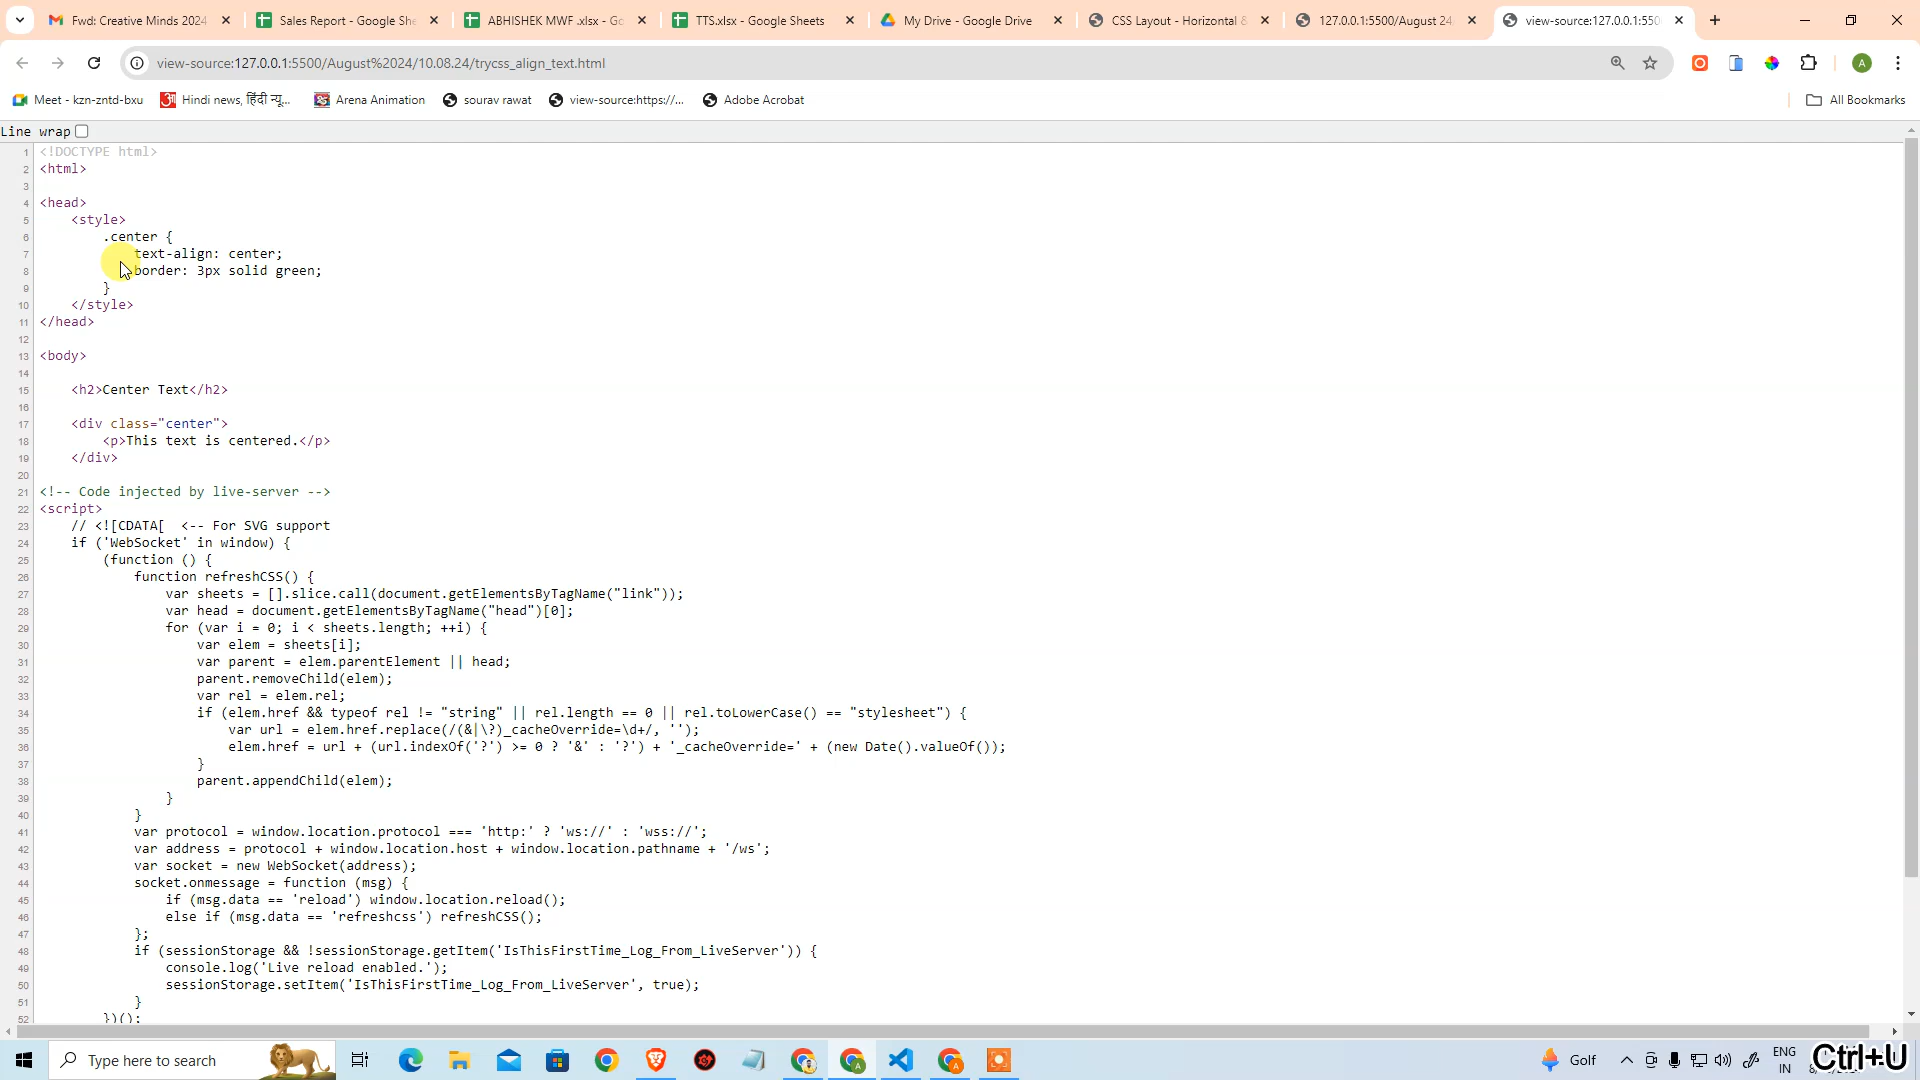 Fwd: Creative Minds 2024
Sales Report - Google She
ABHISHEK MWF .xlsx - Go
TTS.xlsx - Google Sheets
My Drive - Google Drive
CSS Layout - Horizontal &
127.0.0.1:5500/August 24
view-source:127.0.0.1:550
view-source:127.0.0.1:5500/August%2024/10.08.24/trycss_align_text.html
A
Meet - kzn-zntd-bxu
Hindi news, हिंदी न्यू...
Arena Animation
sourav rawat
view-source:https://...
Adobe Acrobat
All Bookmarks
Line wrap
1 <!DOCTYPE html>
2 <html>
3
4 <head>
5 <style>
6 .center {
7 text-align: center;
8 border: 3px solid green;
9 }
10 </style>
11 </head>
12
13 <body>
14
15 <h2>Center Text</h2>
16
17 <div class="center">
18 <p>This text is centered.</p>
19 </div>
20
21 <!-- Code injected by live-server -->
22 <script>
23 // <![CDATA[ <-- For SVG support
24 if ('WebSocket' in window) {
25 (function () {
26 function refreshCSS() {
27 var sheets = [].slice.call(document.getElementsByTagName("link"));
28 var head = document.getElementsByTagName("head")[0];
29 for (var i = 0; i < sheets.length; ++i) {
30 var elem = sheets[i];
31 var parent = elem.parentElement || head;
32 parent.removeChild(elem);
33 var rel = elem.rel;
34 if (elem.href && typeof rel != "string" || rel.length == 0 || rel.toLowerCase() == "stylesheet") {
35 var url = elem.href.replace(/(&|\?)_cacheOverride=\d+/, '');
36 elem.href = url + (url.indexOf('?') >= 0 ? '&' : '?') + '_cacheOverride=' + (new Date().valueOf());
37 }
38 parent.appendChild(elem);
39 }
40 }
41 var protocol = window.location.protocol === 'http:' ? 'ws://' : 'wss://';
42 var address = protocol + window.location.host + window.location.pathname + '/ws';
43 var socket = new WebSocket(address);
44 socket.onmessage = function (msg) {
45 if (msg.data == 'reload') window.location.reload();
46 else if (msg.data == 'refreshcss') refreshCSS();
47 };
48 if (sessionStorage && !sessionStorage.getItem('IsThisFirstTime_Log_From_LiveServer')) {
49 console.log('Live reload enabled.');
50 sessionStorage.setItem('IsThisFirstTime_Log_From_LiveServer', true);
51 }
52 })();
Type here to search
Golf
ENG
IN
Ctrl+U